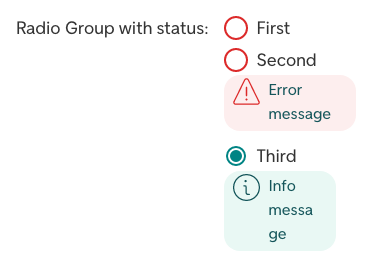 Radio Group with status:
First
Second
Error
message
Third
Info
messa
ge